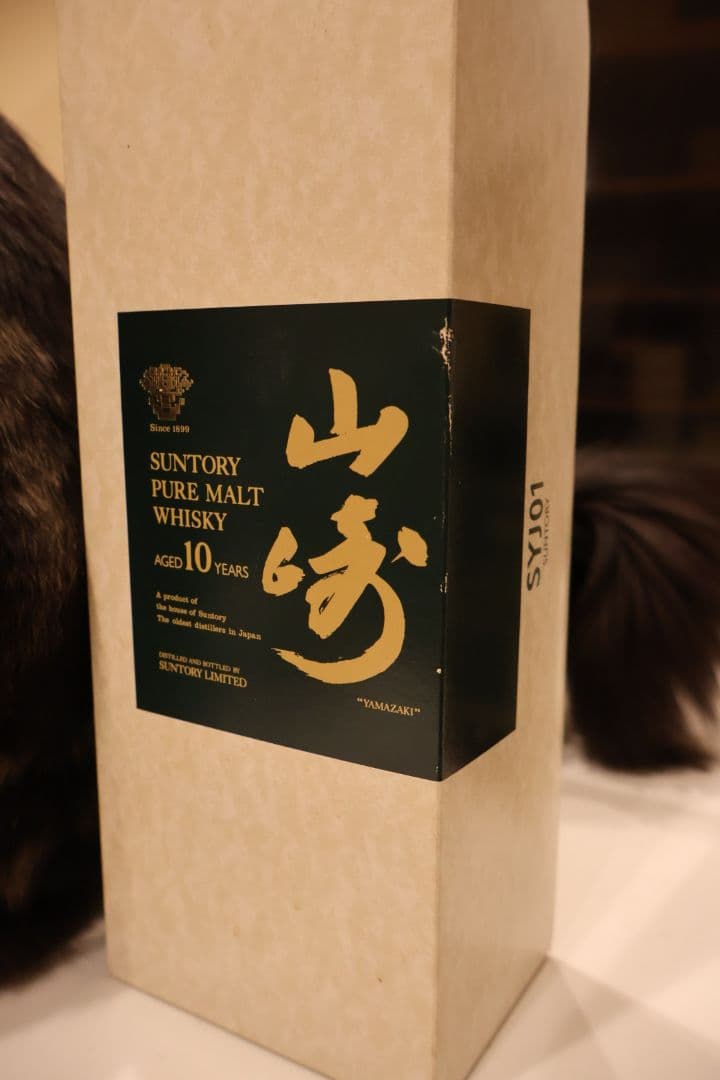 Since 1899
SUNTORY
PURE MALT
WHISKY
AGED 10 YEARS
A product of
the house of Suntory
The oldest distillers in Japan
DISTILLED AND BOTTLED BY
SUNTORY LIMITED
山崎
"YAMAZAKI"
SYJ01
SUNTORY